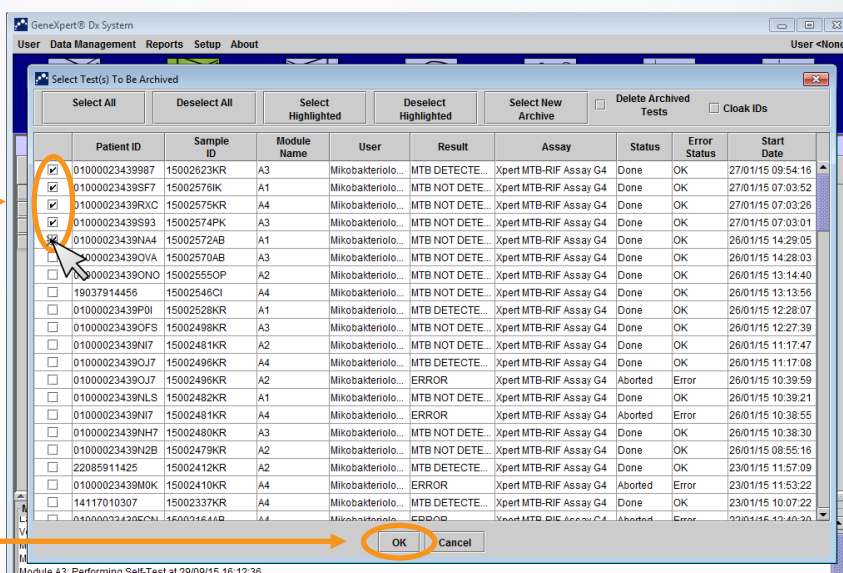 GeneXpert® Dx System
User Data Management Reports Setup About User <None
Select Test(s) To Be Archived
Select All Deselect All Select Highlighted Deselect Highlighted Select New Archive Delete Archived Tests Cloak IDs
Patient ID Sample ID Module Name User Result Assay Status Error Status Start Date
01000023439987 15002623KR A3 Mikobakteriolo... MTB DETECTE... Xpert MTB-RIF Assay G4 Done OK 27/01/15 09:54:16
01000023439SF7 15002576IK A1 Mikobakteriolo... MTB NOT DETE... Xpert MTB-RIF Assay G4 Done OK 27/01/15 07:03:52
01000023439RXC 15002575KR A4 Mikobakteriolo... MTB NOT DETE... Xpert MTB-RIF Assay G4 Done OK 27/01/15 07:03:26
01000023439S93 15002574PK A3 Mikobakteriolo... MTB NOT DETE... Xpert MTB-RIF Assay G4 Done OK 27/01/15 07:03:01
01000023439NA4 15002572AB A1 Mikobakteriolo... MTB NOT DETE... Xpert MTB-RIF Assay G4 Done OK 26/01/15 14:29:05
15002570AB A3 Mikobakteriolo... MTB NOT DETE... Xpert MTB-RIF Assay G4 Done OK 26/01/15 14:28:03
15002555OP A2 Mikobakteriolo... MTB NOT DETE... Xpert MTB-RIF Assay G4 Done OK 26/01/15 13:14:40
19037914456 15002546CI A4 Mikobakteriolo... MTB NOT DETE... Xpert MTB-RIF Assay G4 Done OK 26/01/15 13:13:56
01000023439P0I 15002528KR A1 Mikobakteriolo... MTB DETECTE... Xpert MTB-RIF Assay G4 Done OK 26/01/15 12:28:07
01000023439OFS 15002498KR A3 Mikobakteriolo... MTB NOT DETE... Xpert MTB-RIF Assay G4 Done OK 26/01/15 12:27:39
01000023439NI7 15002481KR A2 Mikobakteriolo... MTB NOT DETE... Xpert MTB-RIF Assay G4 Done OK 26/01/15 11:17:47
01000023439OJ7 15002496KR A4 Mikobakteriolo... MTB DETECTE... Xpert MTB-RIF Assay G4 Done OK 26/01/15 11:17:08
01000023439OJ7 15002496KR A2 Mikobakteriolo... ERROR Xpert MTB-RIF Assay G4 Aborted Error 26/01/15 10:39:59
01000023439NLS 15002482KR A1 Mikobakteriolo... MTB NOT DETE... Xpert MTB-RIF Assay G4 Done OK 26/01/15 10:39:21
01000023439NI7 15002481KR A4 Mikobakteriolo... ERROR Xpert MTB-RIF Assay G4 Aborted Error 26/01/15 10:38:55
01000023439NH7 15002480KR A3 Mikobakteriolo... MTB NOT DETE... Xpert MTB-RIF Assay G4 Done OK 26/01/15 10:38:30
01000023439N2B 15002479KR A2 Mikobakteriolo... MTB NOT DETE... Xpert MTB-RIF Assay G4 Done OK 26/01/15 08:55:16
22085911425 15002412KR A2 Mikobakteriolo... MTB DETECTE... Xpert MTB-RIF Assay G4 Done OK 23/01/15 11:57:09
01000023439M0K 15002410KR A4 Mikobakteriolo... ERROR Xpert MTB-RIF Assay G4 Aborted Error 23/01/15 11:53:22
14117010307 15002337KR A4 Mikobakteriolo... MTB DETECTE... Xpert MTB-RIF Assay G4 Done OK 23/01/15 10:07:22
OK Cancel
Module A3: Performing Self-Test at 29/09/15 16:12:36